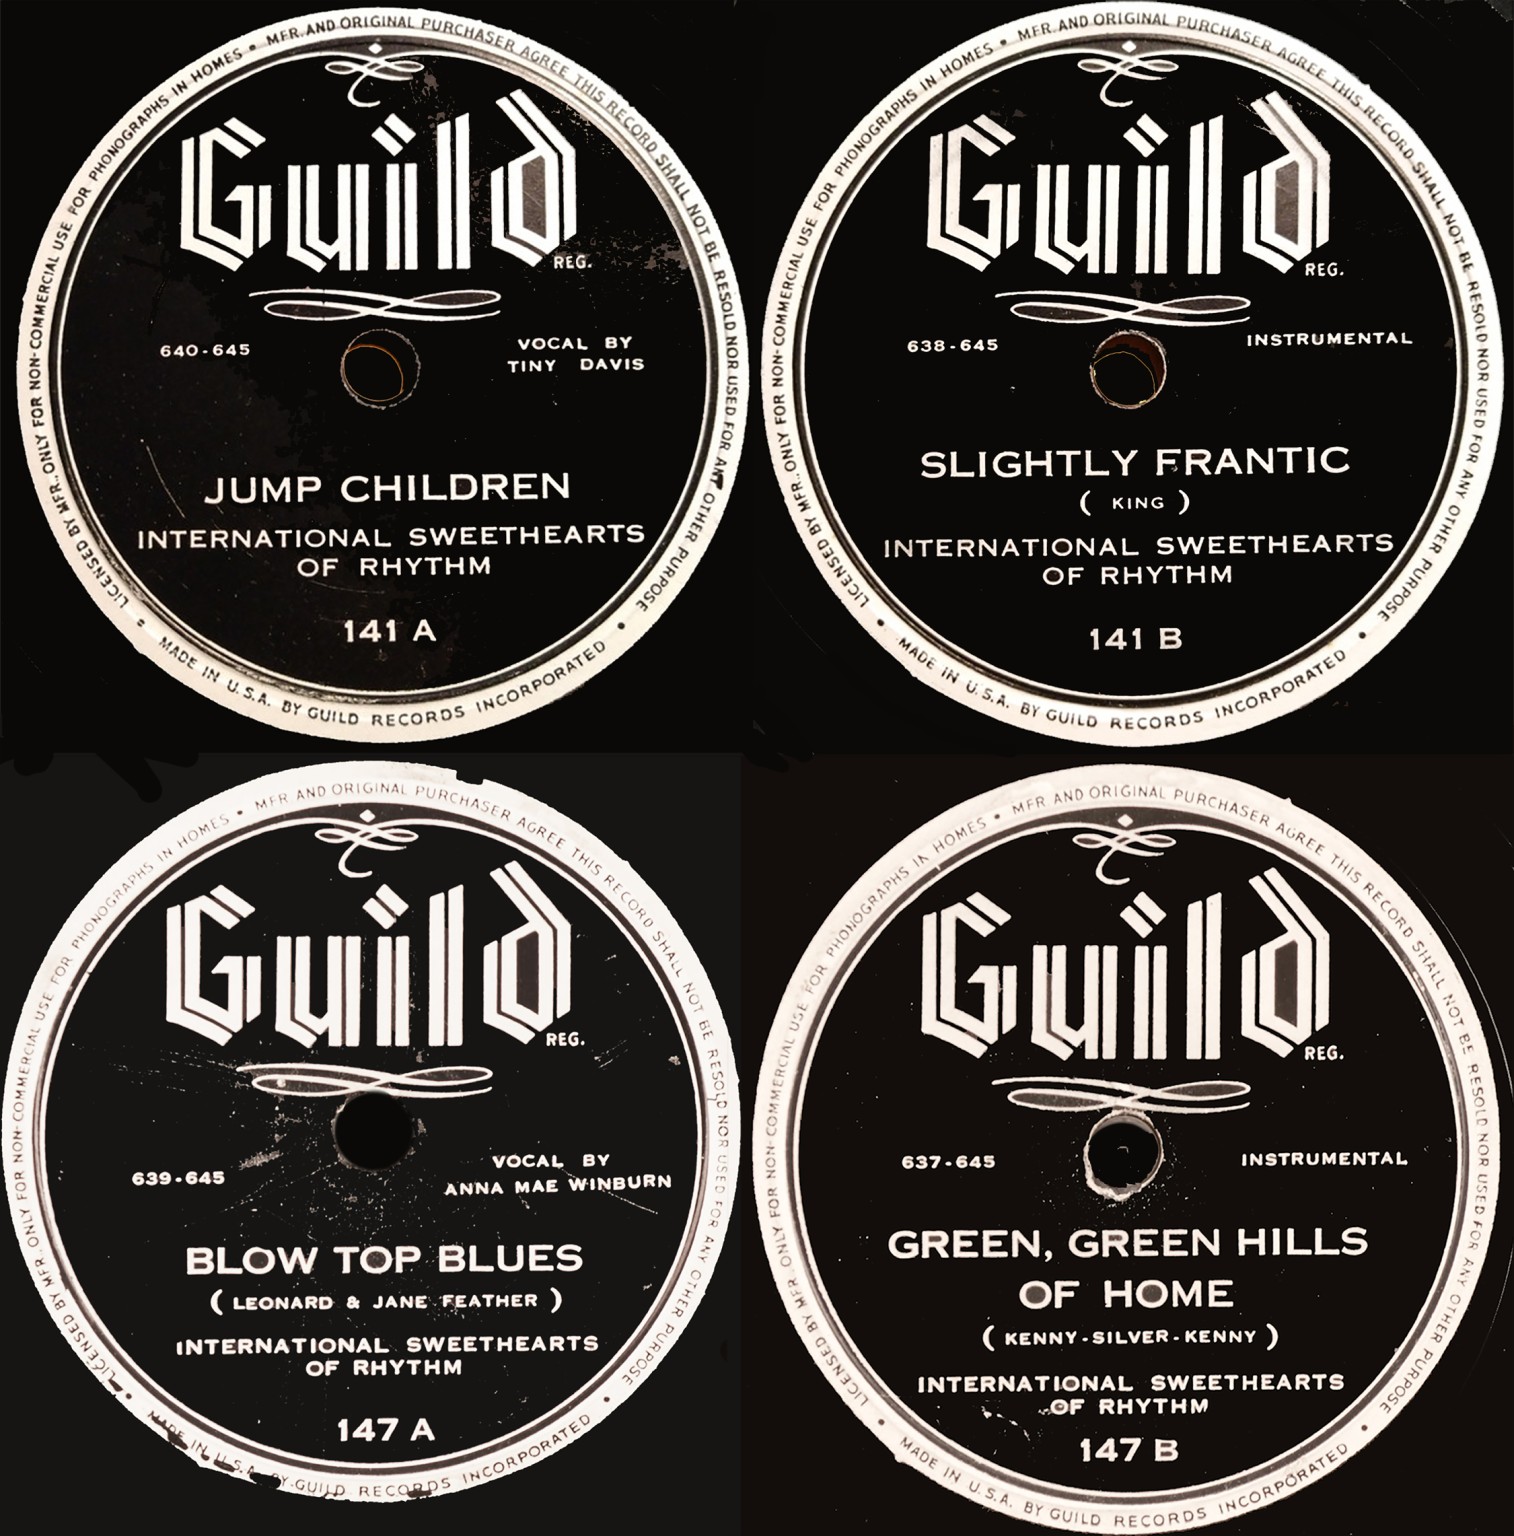 MFR. AND ORIGINAL PURCHASER AGREE THIS RECORD SHALL NOT BE RESOLD NOR USED FOR ANY OTHER PURPOSE •
Guild
REG.
640-645
VOCAL BY
TINY DAVIS
JUMP CHILDREN
INTERNATIONAL SWEETHEARTS
OF RHYTHM
141 A
LICENSED BY MFR. ONLY FOR NON-COMMERCIAL USE FOR PHONOGRAPHS IN HOMES •
• MADE IN U.S.A. BY GUILD RECORDS INCORPORATED
MFR. AND ORIGINAL PURCHASER AGREE THIS RECORD SHALL NOT BE RESOLD NOR USED FOR ANY OTHER PURPOSE •
Guild
REG.
638-645
INSTRUMENTAL
SLIGHTLY FRANTIC
( KING )
INTERNATIONAL SWEETHEARTS
OF RHYTHM
141 B
LICENSED BY MFR. ONLY FOR NON-COMMERCIAL USE FOR PHONOGRAPHS IN HOMES •
• MADE IN U.S.A. BY GUILD RECORDS INCORPORATED
MFR AND ORIGINAL PURCHASER AGREE THIS RECORD SHALL NOT BE RESOLD NOR USED FOR ANY OTHER PURPOSE •
Guild
REG.
639-645
VOCAL BY
ANNA MAE WINBURN
BLOW TOP BLUES
( LEONARD & JANE FEATHER )
INTERNATIONAL SWEETHEARTS
OF RHYTHM
147 A
LICENSED BY MFR. ONLY FOR NON-COMMERCIAL USE FOR PHONOGRAPHS IN HOMES •
• MADE IN U.S.A. BY GUILD RECORDS INCORPORATED
MFR AND ORIGINAL PURCHASER AGREE THIS RECORD SHALL NOT BE RESOLD NOR USED FOR ANY OTHER PURPOSE •
Guild
REG.
637-645
INSTRUMENTAL
GREEN, GREEN HILLS
OF HOME
( KENNY-SILVER-KENNY )
INTERNATIONAL SWEETHEARTS
OF RHYTHM
147 B
LICENSED BY MFR. ONLY FOR NON-COMMERCIAL USE FOR PHONOGRAPHS IN HOMES •
• MADE IN U.S.A. BY GUILD RECORDS INCORPORATED